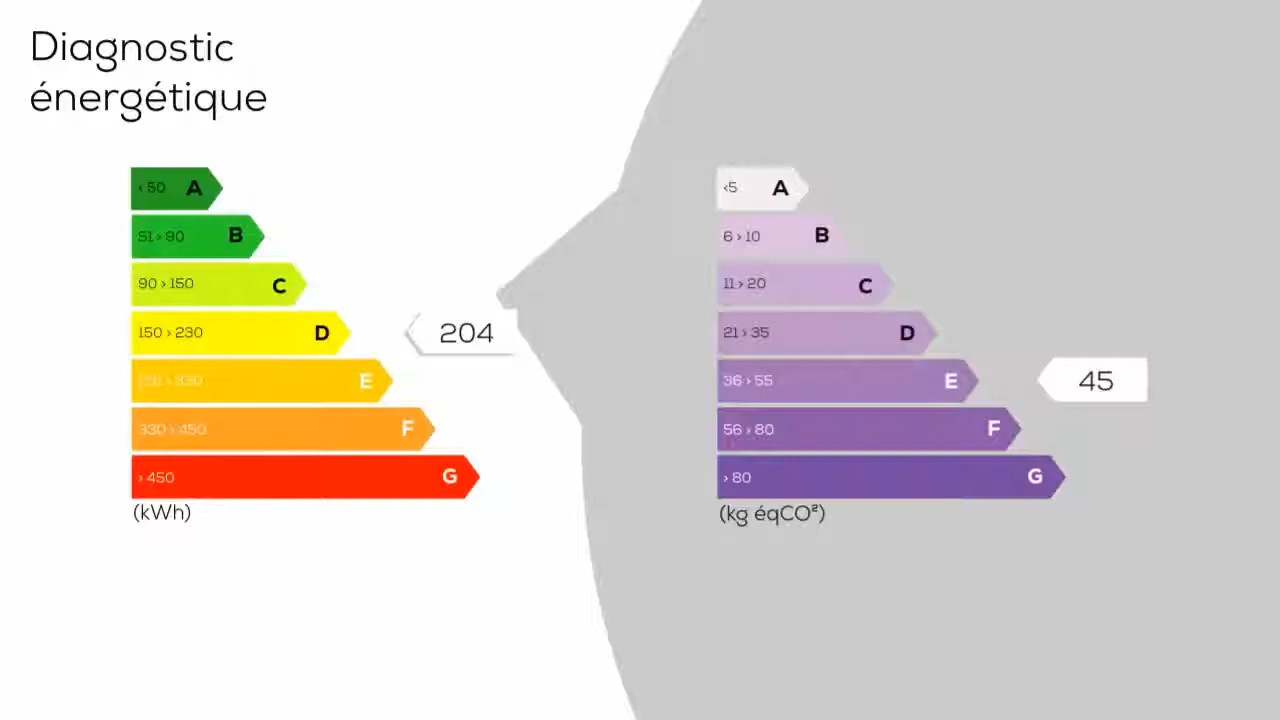 Diagnostic
énergétique
< 50 A
51 > 90 B
90 > 150 C
150 > 230 D
204
E
330 > 450 F
> 450 G
(kWh)
<5 A
6 > 10 B
11 > 20 C
21 > 35 D
36 > 55 E
45
56 > 80 F
> 80 G
(kg éqCO²)